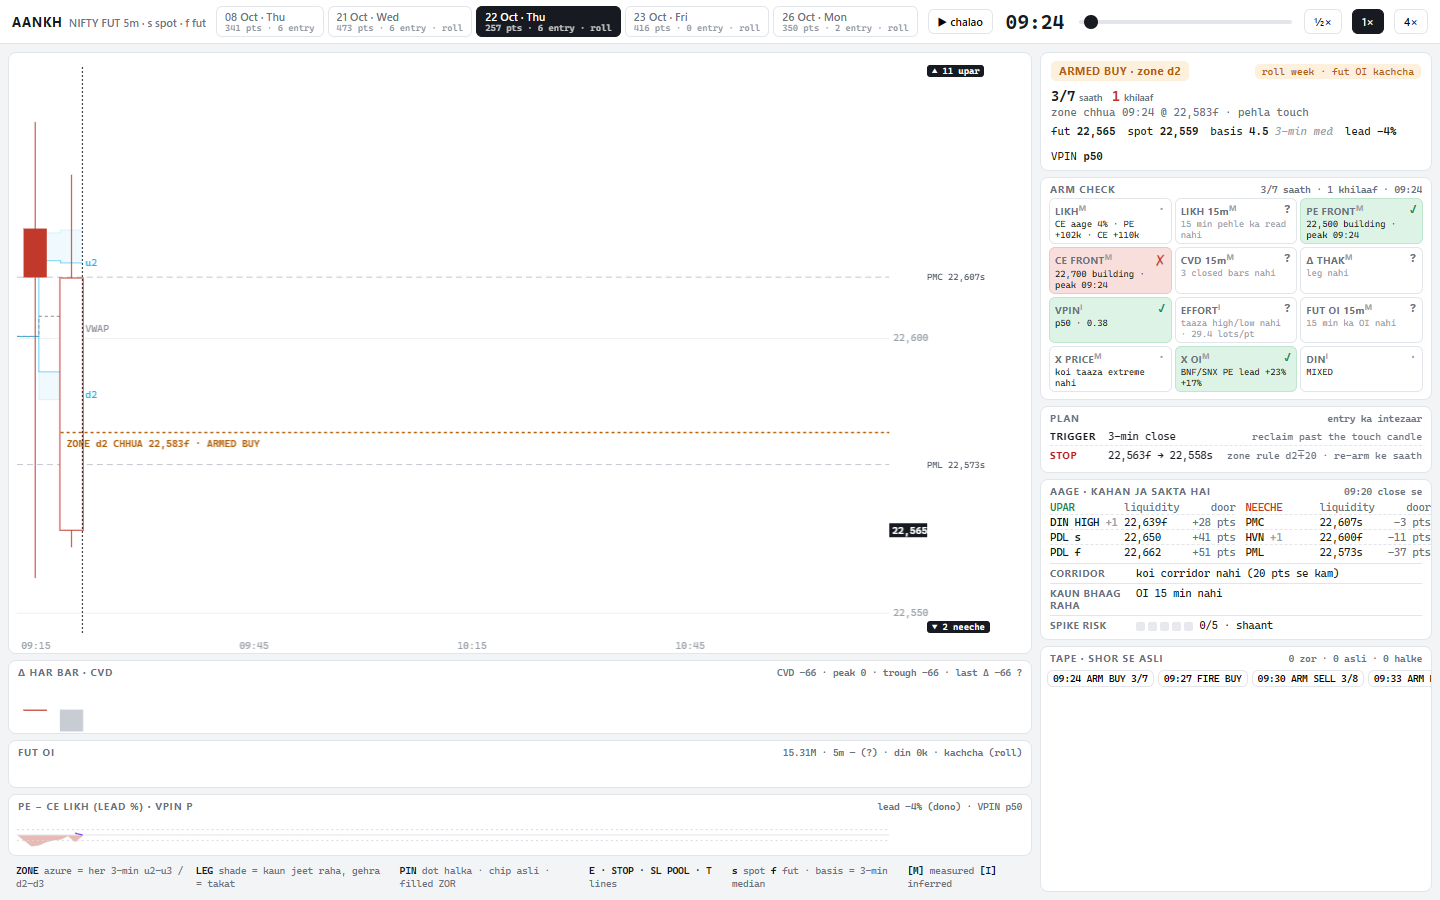 AANKH NIFTY FUT 5m · s spot · f fut
08 Oct · Thu
341 pts · 6 entry
21 Oct · Wed
473 pts · 6 entry · roll
22 Oct · Thu
257 pts · 6 entry · roll
23 Oct · Fri
416 pts · 0 entry · roll
26 Oct · Mon
350 pts · 2 entry · roll
▶ chalao
09:24
½×
1×
4×
▲ 11 upar
u2
PMC 22,607s
VWAP
22,600
d2
ZONE d2 CHHUA 22,583f · ARMED BUY
PML 22,573s
22,565
22,550
▼ 2 neeche
09:15
09:45
10:15
10:45
Δ HAR BAR · CVD
CVD −66 · peak 0 · trough −66 · last Δ −66 ?
FUT OI
15.31M · 5m — (?) · din 0k · kachcha (roll)
PE − CE LIKH (LEAD %) · VPIN P
lead −4% (dono) · VPIN p50
ZONE azure = her 3-min u2-u3 /
d2-d3
LEG shade = kaun jeet raha, gehra
= takat
PIN dot halka · chip asli ·
filled ZOR
E · STOP · SL POOL · T
lines
s spot f fut · basis = 3-min
median
[M] measured [I]
inferred
ARMED BUY · zone d2
roll week · fut OI kachcha
3/7 saath 1 khilaaf
zone chhua 09:24 @ 22,583f · pehla touch
fut 22,565 spot 22,559 basis 4.5 3-min med lead −4%
VPIN p50
ARM CHECK
3/7 saath · 1 khilaaf · 09:24
LIKH M ·
CE aage 4% · PE
+102k · CE +110k
LIKH 15m M ?
15 min pehle ka read
nahi
PE FRONT M ✓
22,500 building ·
peak 09:24
CE FRONT M ✗
22,700 building ·
peak 09:24
CVD 15m M ?
3 closed bars nahi
Δ THAK M ?
leg nahi
VPIN I ✓
p50 · 0.38
EFFORT I ?
taaza high/low nahi
· 29.4 lots/pt
FUT OI 15m M ?
15 min ka OI nahi
X PRICE M ·
koi taaza extreme
nahi
X OI M ✓
BNF/SNX PE lead +23%
+17%
DIN I ·
MIXED
PLAN
entry ka intezaar
TRIGGER 3-min close reclaim past the touch candle
STOP 22,563f → 22,558s zone rule d2∓20 · re-arm ke saath
AAGE · KAHAN JA SAKTA HAI
09:20 close se
UPAR liquidity door NEECHE liquidity door
DIN HIGH +1 22,639f +28 pts PMC 22,607s −3 pts
PDL s 22,650 +41 pts HVN +1 22,600f −11 pts
PDL f 22,662 +51 pts PML 22,573s −37 pts
CORRIDOR koi corridor nahi (20 pts se kam)
KAUN BHAAG
RAHA
OI 15 min nahi
SPIKE RISK 0/5 · shaant
TAPE · SHOR SE ASLI
0 zor · 0 asli · 0 halke
09:24 ARM BUY 3/7
09:27 FIRE BUY
09:30 ARM SELL 3/8
09:33 ARM